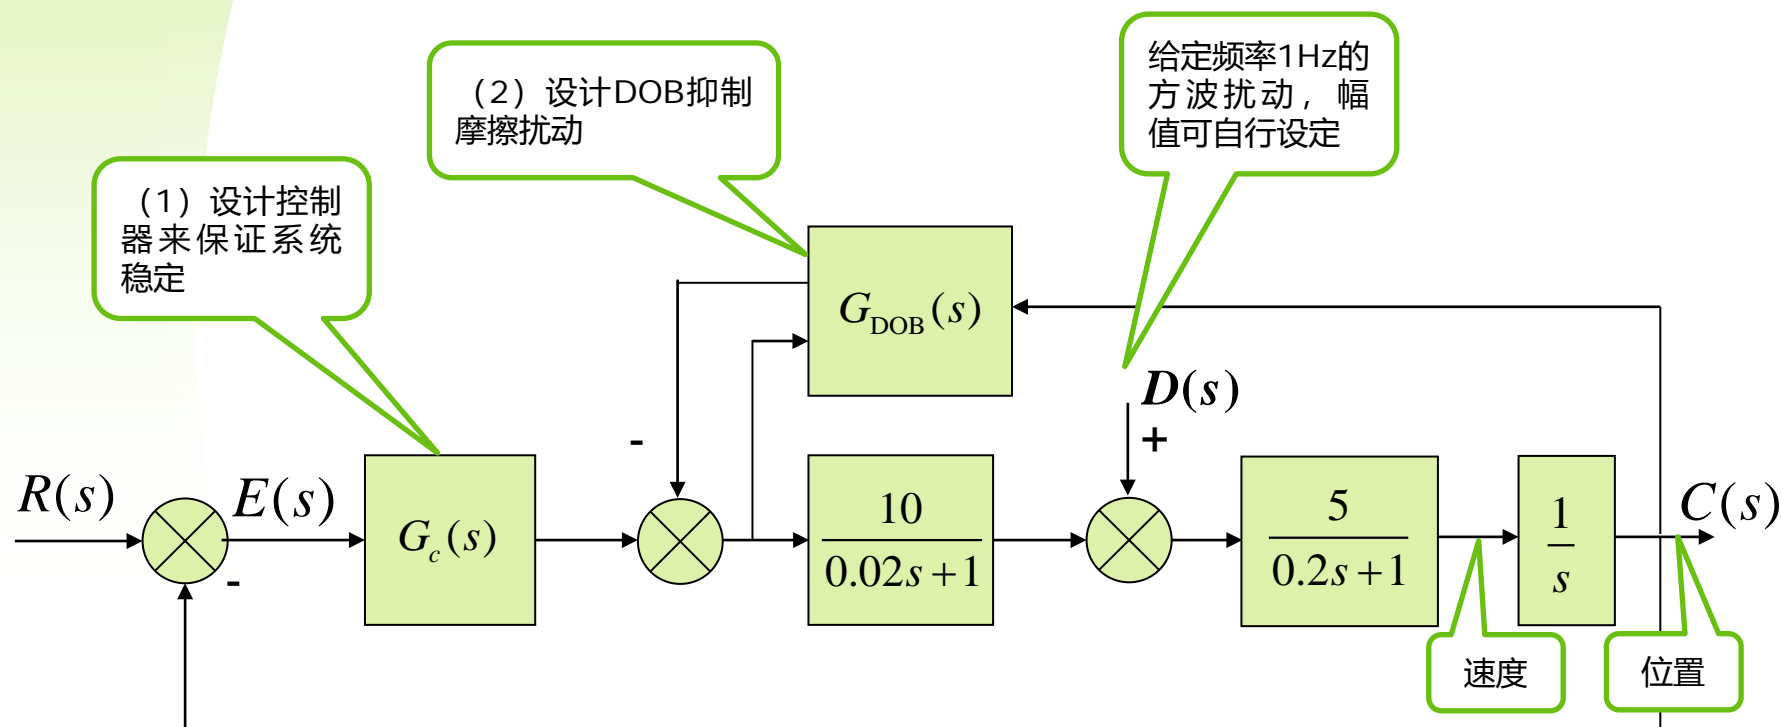 给定频率1Hz的
方波扰动，幅
值可自行设定
（2）设计DOB抑制
摩擦扰动
（1）设计控制
器来保证系统
稳定
G_DOB(s)
D(s)
-
+
R(s)
E(s)
-
G_c(s)
10
0.02s+1
5
0.2s+1
1
s
C(s)
速度
位置